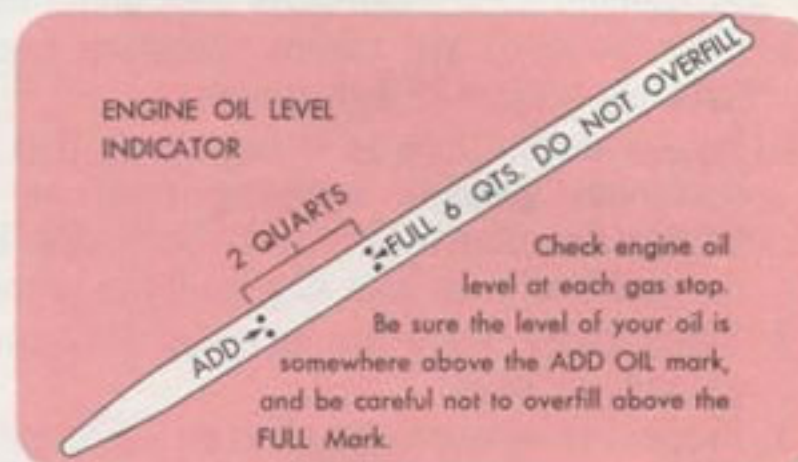 ENGINE OIL LEVEL
INDICATOR
2 QUARTS
ADD
FULL 6 QTS. DO NOT OVERFILL
Check engine oil
level at each gas stop.
Be sure the level of your oil is
somewhere above the ADD OIL mark,
and be careful not to overfill above the
FULL Mark.